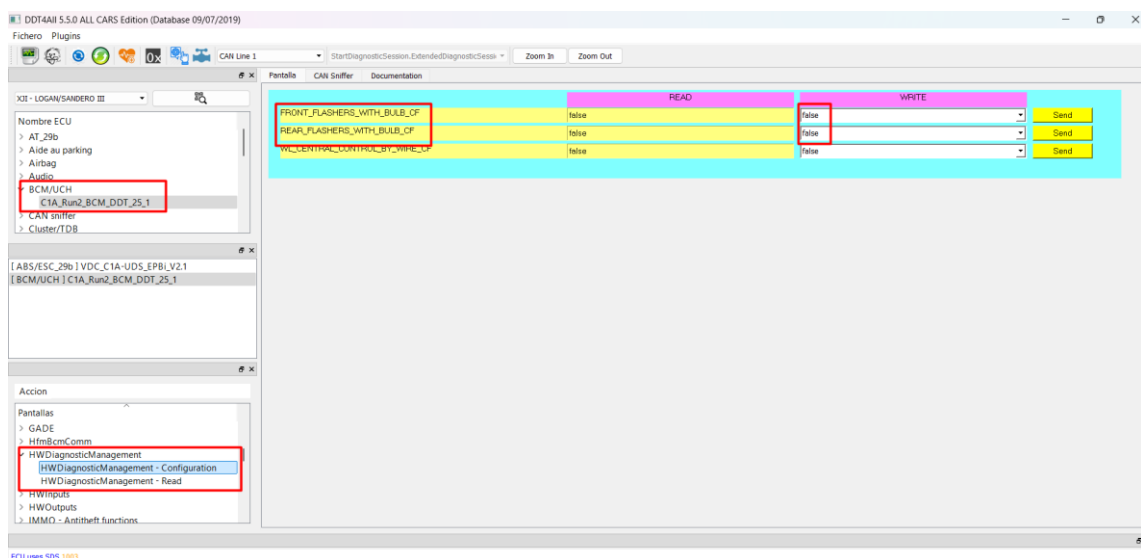 DDT4All 5.5.0 ALL CARS Edition (Database 09/07/2019)
Fichero Plugins
0x CAN Line 1 StartDiagnosticSession.ExtendedDiagnosticSessi Zoom In Zoom Out
Pantalla CAN Sniffer Documentation
XJI - LOGAN/SANDERO III
Nombre ECU
AT_29b
Aide au parking
Airbag
Audio
BCM/UCH
C1A_Run2_BCM_DDT_25_1
CAN sniffer
Cluster/TDB
READ WRITE
FRONT_FLASHERS_WITH_BULB_CF false false Send
REAR_FLASHERS_WITH_BULB_CF false false Send
WL_CENTRAL_CONTROL_BY_WIRE_CF false false Send
[ ABS/ESC_29b ] VDC_C1A-UDS_EPBi_V2.1
[ BCM/UCH ] C1A_Run2_BCM_DDT_25_1
Accion
Pantallas
GADE
HfmBcmComm
HWDiagnosticManagement
HWDiagnosticManagement - Configuration
HWDiagnosticManagement - Read
HWInputs
HWOutputs
IMMO - Antitheft functions
ECU uses SDS 1003